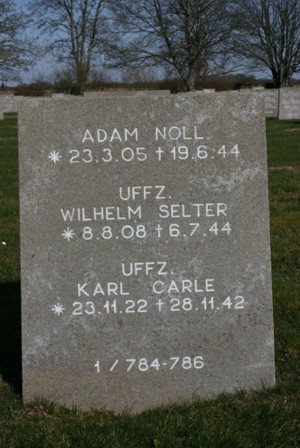 ADAM NOLL
* 23.3.05 † 19.6.44
UFFZ.
WILHELM SELTER
* 8.8.08 † 6.7.44
UFFZ.
KARL CARLE
* 23.11.22 † 28.11.42
1 / 784-786